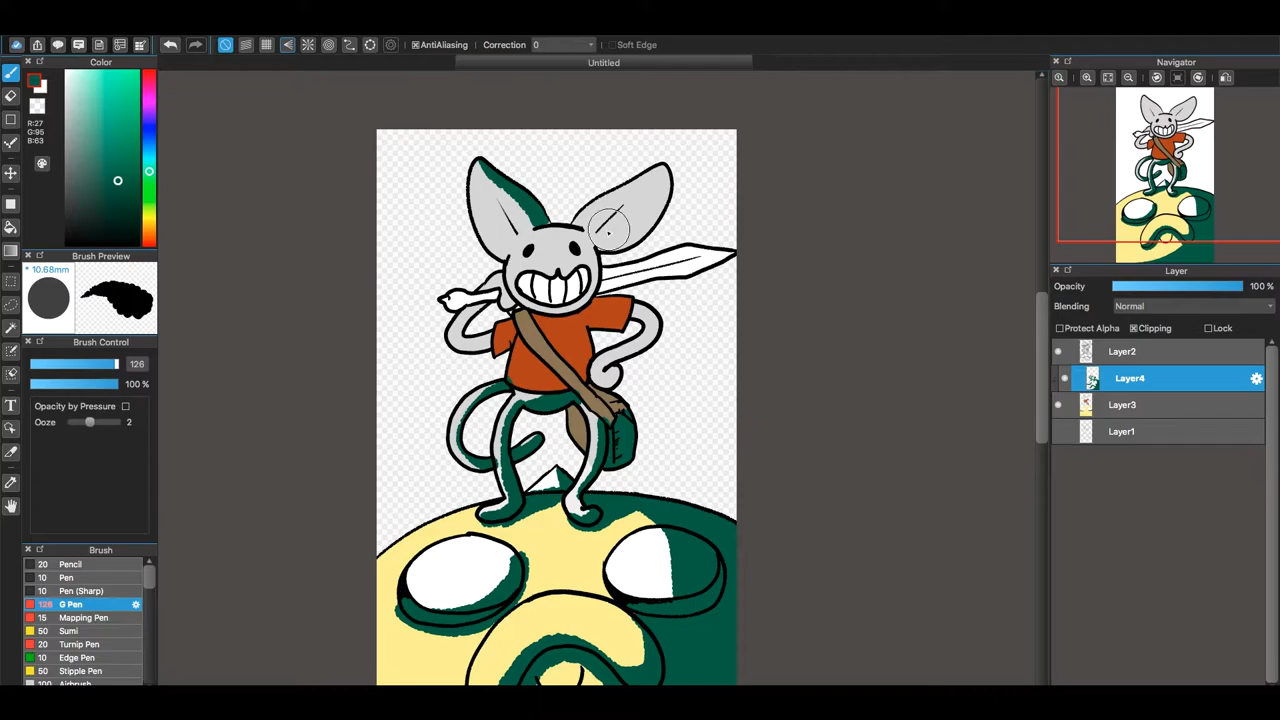 AntiAliasing Correction 0 Soft Edge
Untitled
Color
R:27
G:95
B:63
Brush Preview
* 10.68mm
Brush Control
126
100 %
Opacity by Pressure
Ooze 2
Brush
20 Pencil
10 Pen
10 Pen (Sharp)
126 G Pen
15 Mapping Pen
50 Sumi
20 Turnip Pen
10 Edge Pen
50 Stipple Pen
100 Airbrush
Navigator
Layer
Opacity 100 %
Blending Normal
Protect Alpha Clipping Lock
Layer2
Layer4
Layer3
Layer1